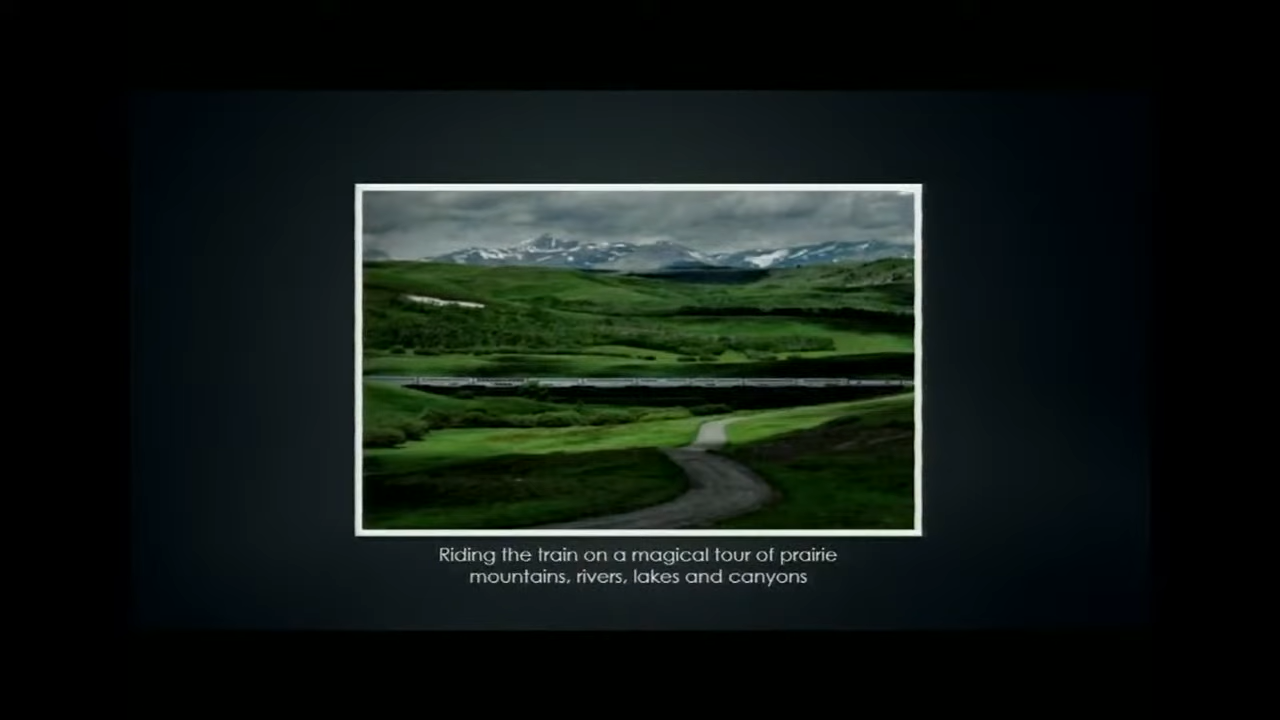 Riding the train on a magical tour of prairie
mountains, rivers, lakes and canyons